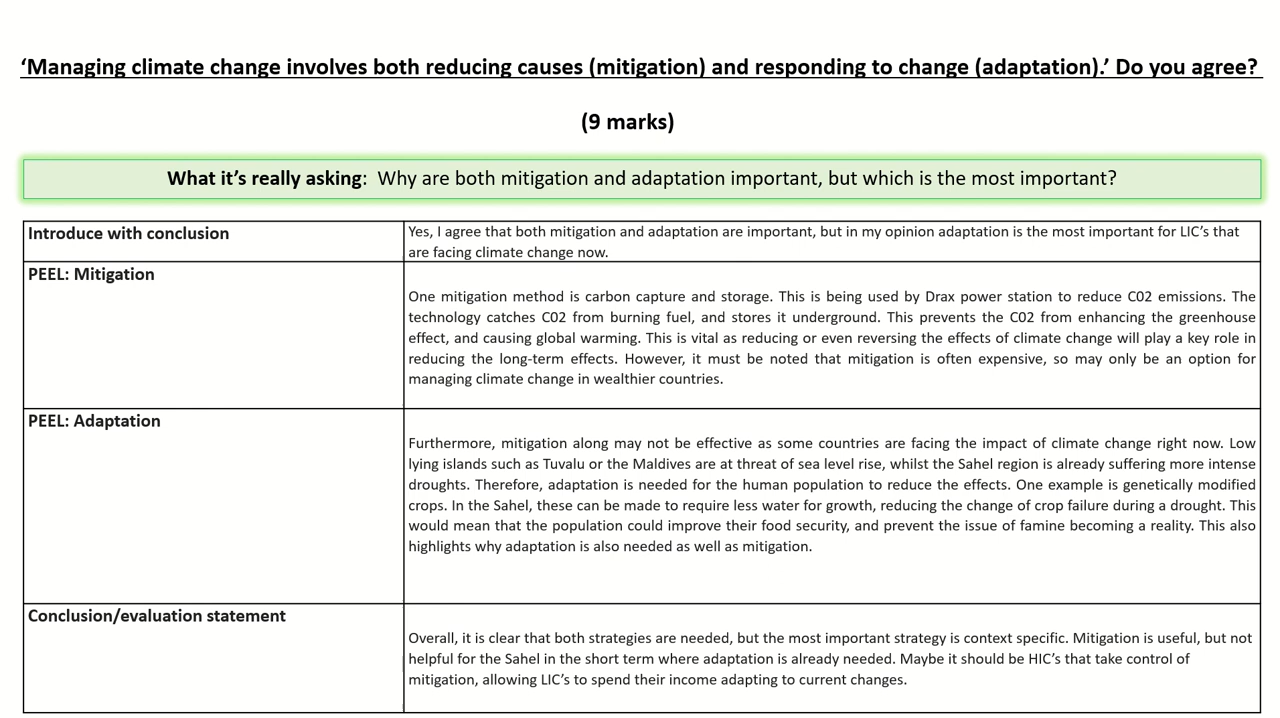 ‘Managing climate change involves both reducing causes (mitigation) and responding to change (adaptation).’ Do you agree?
(9 marks)
What it’s really asking:  Why are both mitigation and adaptation important, but which is the most important?
Introduce with conclusion
Yes, I agree that both mitigation and adaptation are important, but in my opinion adaptation is the most important for LIC’s that
are facing climate change now.
PEEL: Mitigation
One mitigation method is carbon capture and storage. This is being used by Drax power station to reduce C02 emissions. The
technology catches C02 from burning fuel, and stores it underground. This prevents the C02 from enhancing the greenhouse
effect, and causing global warming. This is vital as reducing or even reversing the effects of climate change will play a key role in
reducing the long-term effects. However, it must be noted that mitigation is often expensive, so may only be an option for
managing climate change in wealthier countries.
PEEL: Adaptation
Furthermore, mitigation along may not be effective as some countries are facing the impact of climate change right now. Low
lying islands such as Tuvalu or the Maldives are at threat of sea level rise, whilst the Sahel region is already suffering more intense
droughts. Therefore, adaptation is needed for the human population to reduce the effects. One example is genetically modified
crops. In the Sahel, these can be made to require less water for growth, reducing the change of crop failure during a drought. This
would mean that the population could improve their food security, and prevent the issue of famine becoming a reality. This also
highlights why adaptation is also needed as well as mitigation.
Conclusion/evaluation statement
Overall, it is clear that both strategies are needed, but the most important strategy is context specific. Mitigation is useful, but not
helpful for the Sahel in the short term where adaptation is already needed. Maybe it should be HIC’s that take control of
mitigation, allowing LIC’s to spend their income adapting to current changes.